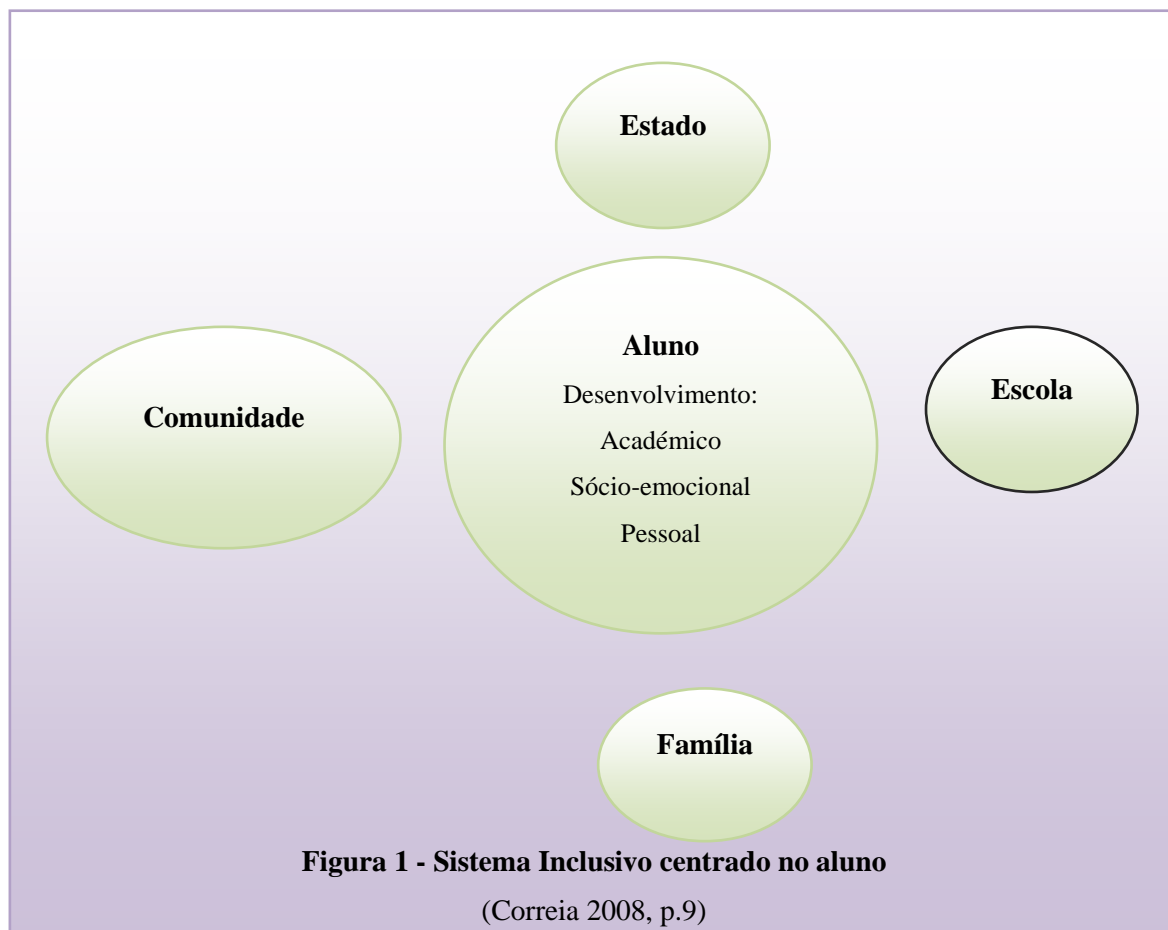 Estado
Aluno
Desenvolvimento:
Académico
Sócio-emocional
Pessoal
Comunidade
Escola
Família
Figura 1 - Sistema Inclusivo centrado no aluno
(Correia 2008, p.9)